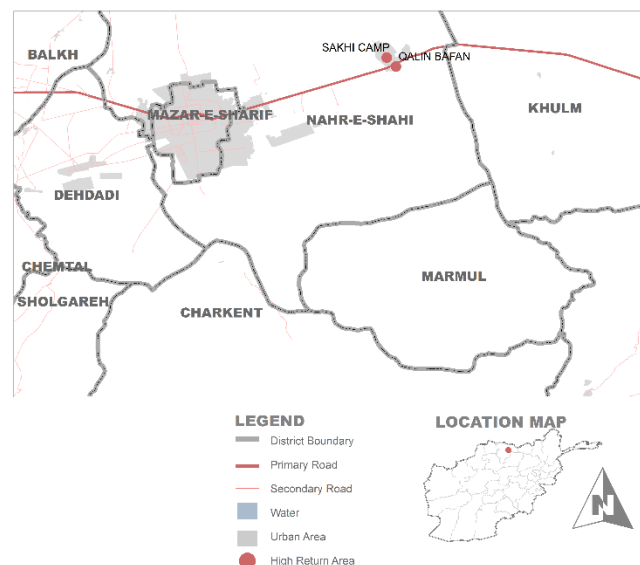 BALKH
SAKHI CAMP
QALIN BAFAN
KHULM
MAZAR-E-SHARIF
NAHR-E-SHAHI
DEHDADI
CHEMTAL
SHOLGAREH
MARMUL
CHARKENT
LEGEND
District Boundary
Primary Road
Secondary Road
Water
Urban Area
High Return Area
LOCATION MAP
N